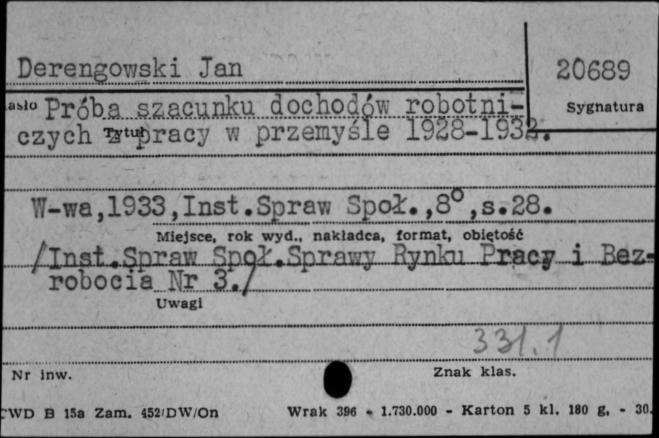 Derengowski Jan
20689
Sygnatura
asło Próba szacunku dochodów robotni-
czych z pracy w przemyśle 1928-1932.
Tytuł
W-wa,1933,Inst.Spraw Społ.,8°,s.28.
Miejsce, rok wyd., nakładca, format, objętość
/Inst.Spraw Społ.Sprawy Rynku Pracy i Bez-
robocia Nr 3./
Uwagi
331.1
Nr inw.
Znak klas.
CWD B 15a Zam. 452/DW/On Wrak 396 - 1.730.000 - Karton 5 kl. 180 g. - 30.